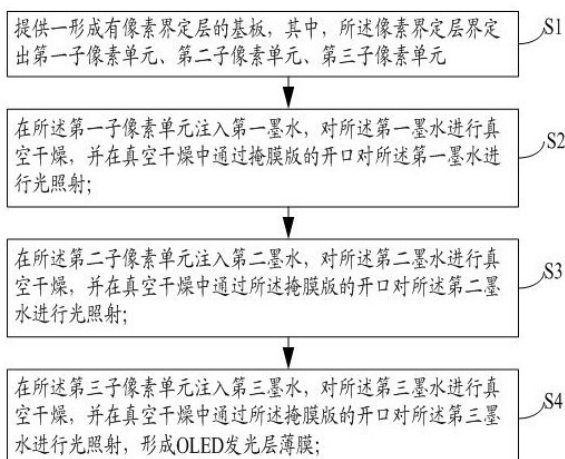 提供一形成有像素界定层的基板，其中，所述像素界定层界定
出第一子像素单元、第二子像素单元、第三子像素单元
S1
在所述第一子像素单元注入第一墨水，对所述第一墨水进行真
空干燥，并在真空干燥中通过掩膜版的开口对所述第一墨水进
行光照射；
S2
在所述第二子像素单元注入第二墨水，对所述第二墨水进行真
空干燥，并在真空干燥中通过所述掩膜版的开口对所述第二墨
水进行光照射；
S3
在所述第三子像素单元注入第三墨水，对所述第三墨水进行真
空干燥，并在真空干燥中通过所述掩膜版的开口对所述第三墨
水进行光照射，形成OLED发光层薄膜；
S4